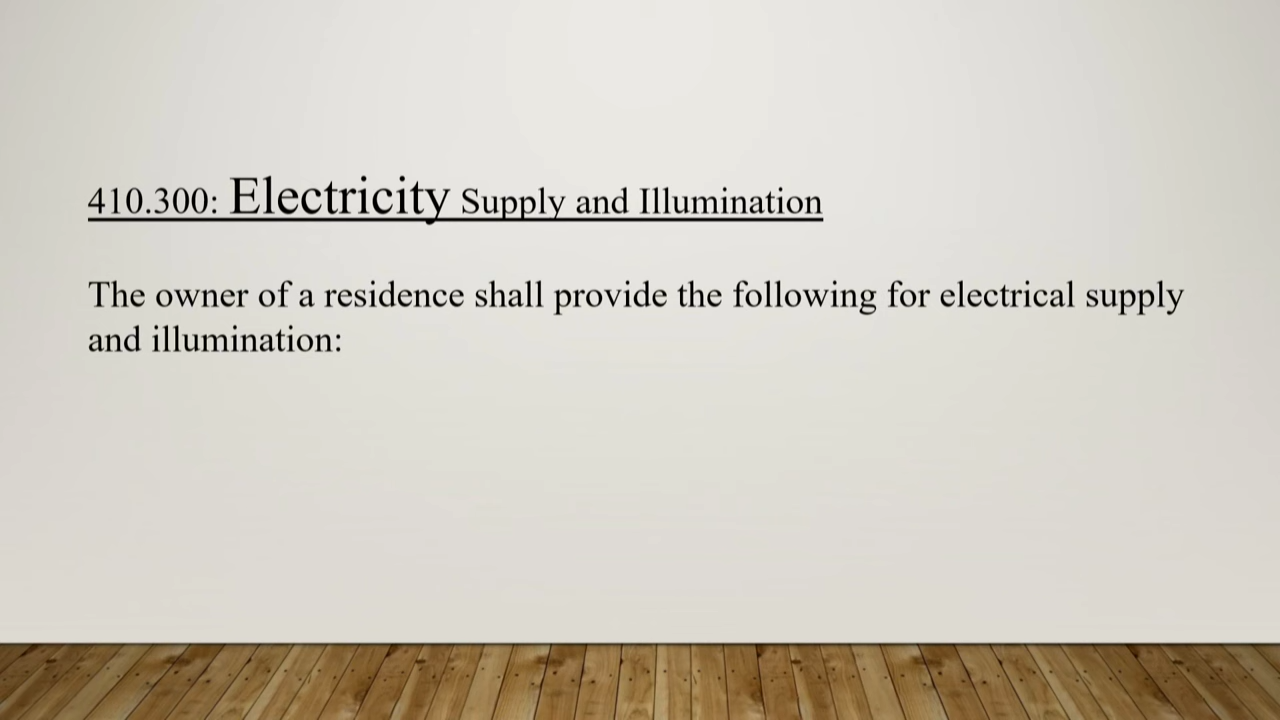 410.300: Electricity Supply and Illumination
The owner of a residence shall provide the following for electrical supply
and illumination: